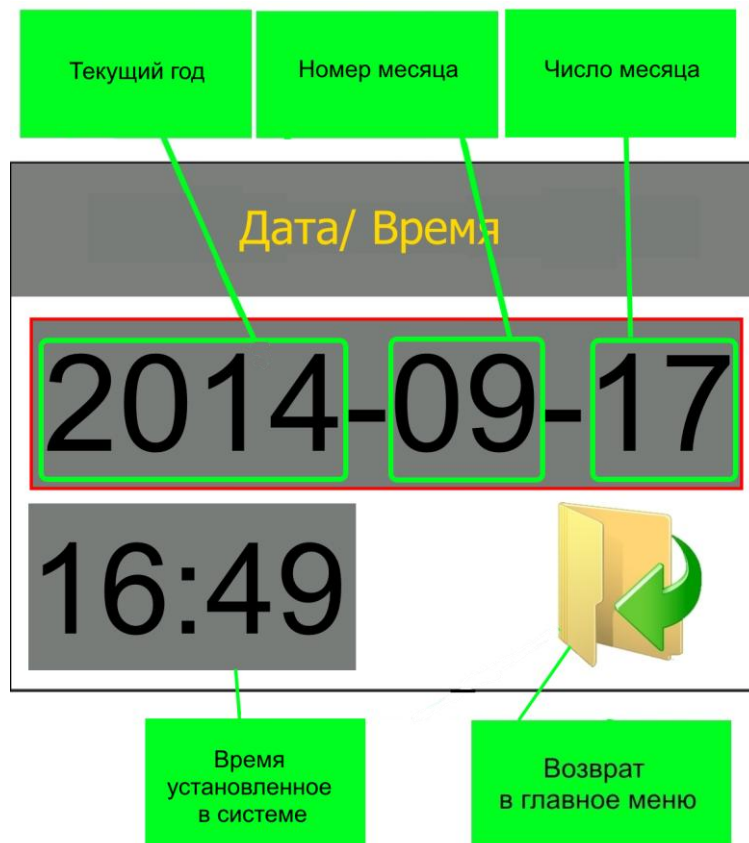 Текущий год
Номер месяца
Число месяца
Дата/ Время
2014-09-17
16:49
Время
установленное
в системе
Возврат
в главное меню